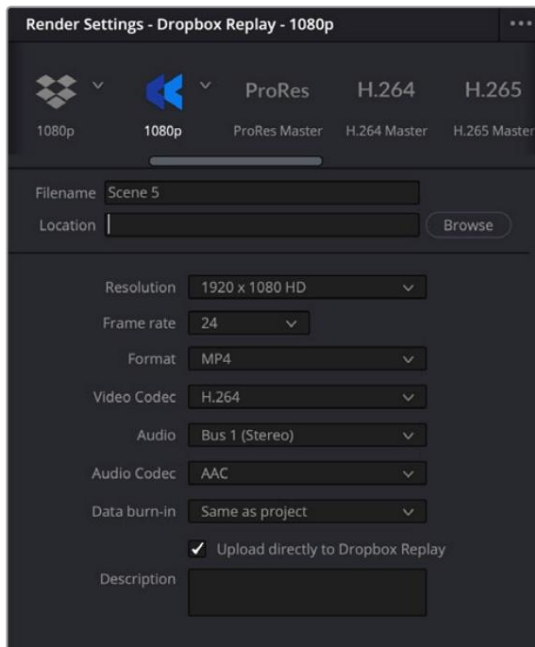 Render Settings - Dropbox Replay - 1080p
ProRes H.264 H.265
1080p 1080p ProRes Master H.264 Master H.265 Master
Filename Scene 5
Location Browse
Resolution 1920 x 1080 HD
Frame rate 24
Format MP4
Video Codec H.264
Audio Bus 1 (Stereo)
Audio Codec AAC
Data burn-in Same as project
Upload directly to Dropbox Replay
Description